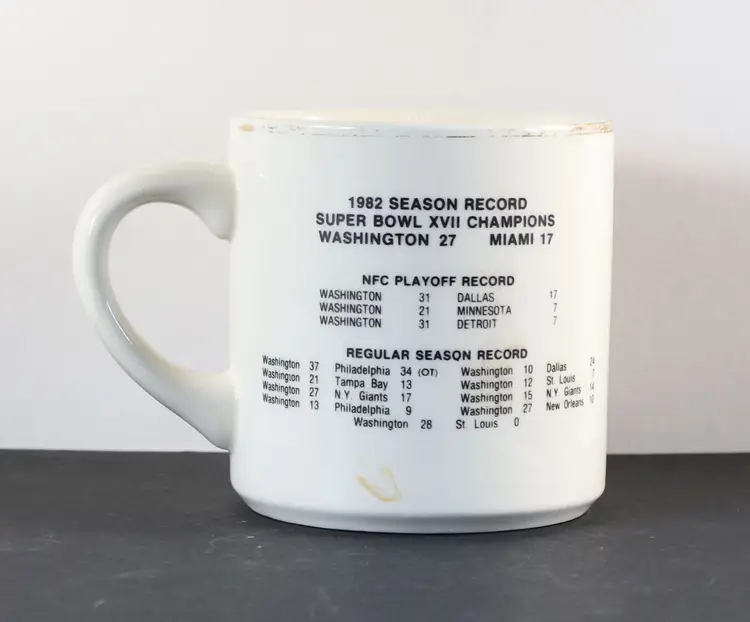 1982 SEASON RECORD
SUPER BOWL XVII CHAMPIONS
WASHINGTON 27 MIAMI 17
NFC PLAYOFF RECORD
WASHINGTON 31 DALLAS 17
WASHINGTON 21 MINNESOTA 7
WASHINGTON 31 DETROIT 7
REGULAR SEASON RECORD
Washington 37 Philadelphia 34 (OT) Washington 10 Dallas 24
Washington 21 Tampa Bay 13 Washington 12 St. Louis 7
Washington 27 N.Y. Giants 17 Washington 15 N.Y. Giants 14
Washington 13 Philadelphia 9 Washington 27 New Orleans 10
Washington 28 St. Louis 0